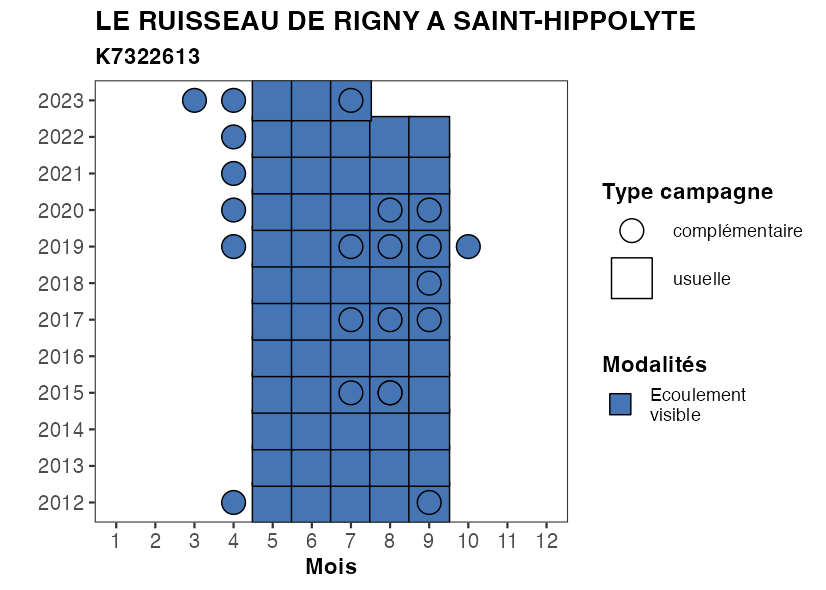 LE RUISSEAU DE RIGNY A SAINT-HIPPOLYTE
K7322613
2023
2022
2021
2020
2019
2018
2017
2016
2015
2014
2013
2012
1 2 3 4 5 6 7 8 9 10 11 12
Mois
Type campagne
complémentaire
usuelle
Modalités
Ecoulement
visible